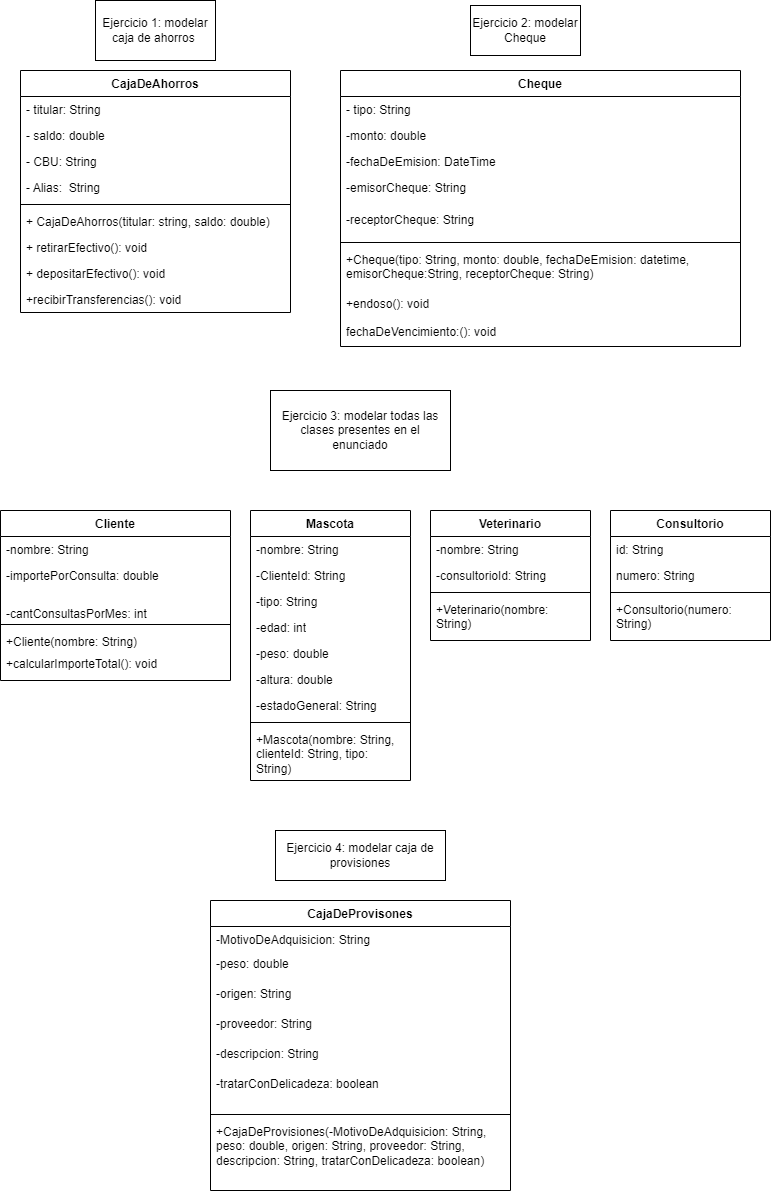 Ejercicio 1: modelar
caja de ahorros
Ejercicio 2: modelar
Cheque
CajaDeAhorros
- titular: String
- saldo: double
- CBU: String
- Alias:  String
+ CajaDeAhorros(titular: string, saldo: double)
+ retirarEfectivo(): void
+ depositarEfectivo(): void
+recibirTransferencias(): void
Cheque
- tipo: String
-monto: double
-fechaDeEmision: DateTime
-emisorCheque: String
-receptorCheque: String
+Cheque(tipo: String, monto: double, fechaDeEmision: datetime,
emisorCheque:String, receptorCheque: String)
+endoso(): void
fechaDeVencimiento:(): void
Ejercicio 3: modelar todas las
clases presentes en el
enunciado
Cliente
-nombre: String
-importePorConsulta: double
-cantConsultasPorMes: int
+Cliente(nombre: String)
+calcularImporteTotal(): void
Mascota
-nombre: String
-ClienteId: String
-tipo: String
-edad: int
-peso: double
-altura: double
-estadoGeneral: String
+Mascota(nombre: String,
clienteId: String, tipo:
String)
Veterinario
-nombre: String
-consultorioId: String
+Veterinario(nombre:
String)
Consultorio
id: String
numero: String
+Consultorio(numero:
String)
Ejercicio 4: modelar caja de
provisiones
CajaDeProvisones
-MotivoDeAdquisicion: String
-peso: double
-origen: String
-proveedor: String
-descripcion: String
-tratarConDelicadeza: boolean
+CajaDeProvisiones(-MotivoDeAdquisicion: String,
peso: double, origen: String, proveedor: String,
descripcion: String, tratarConDelicadeza: boolean)